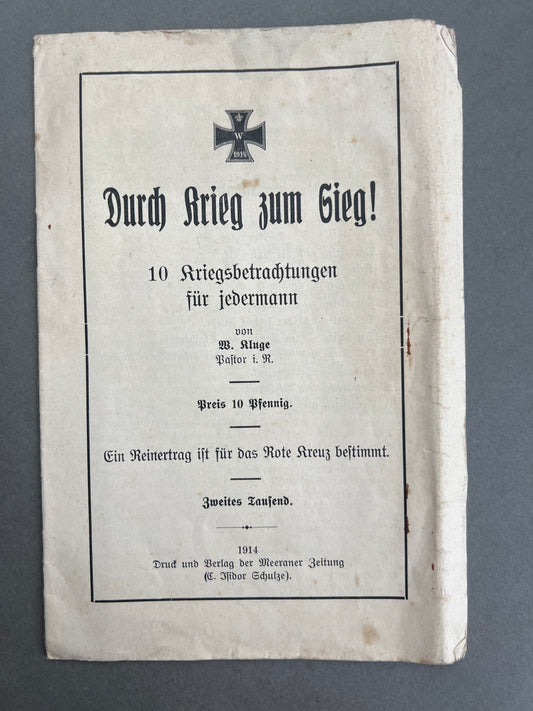 W
1914
Durch Krieg zum Sieg!
10 Kriegsbetrachtungen
für jedermann
von
W. Kluge
Pastor i. R.
Preis 10 Pfennig.
Ein Reinertrag ist für das Rote Kreuz bestimmt.
Zweites Tausend.
1914
Druck und Verlag der Meeraner Zeitung
(C. Isidor Schulze).